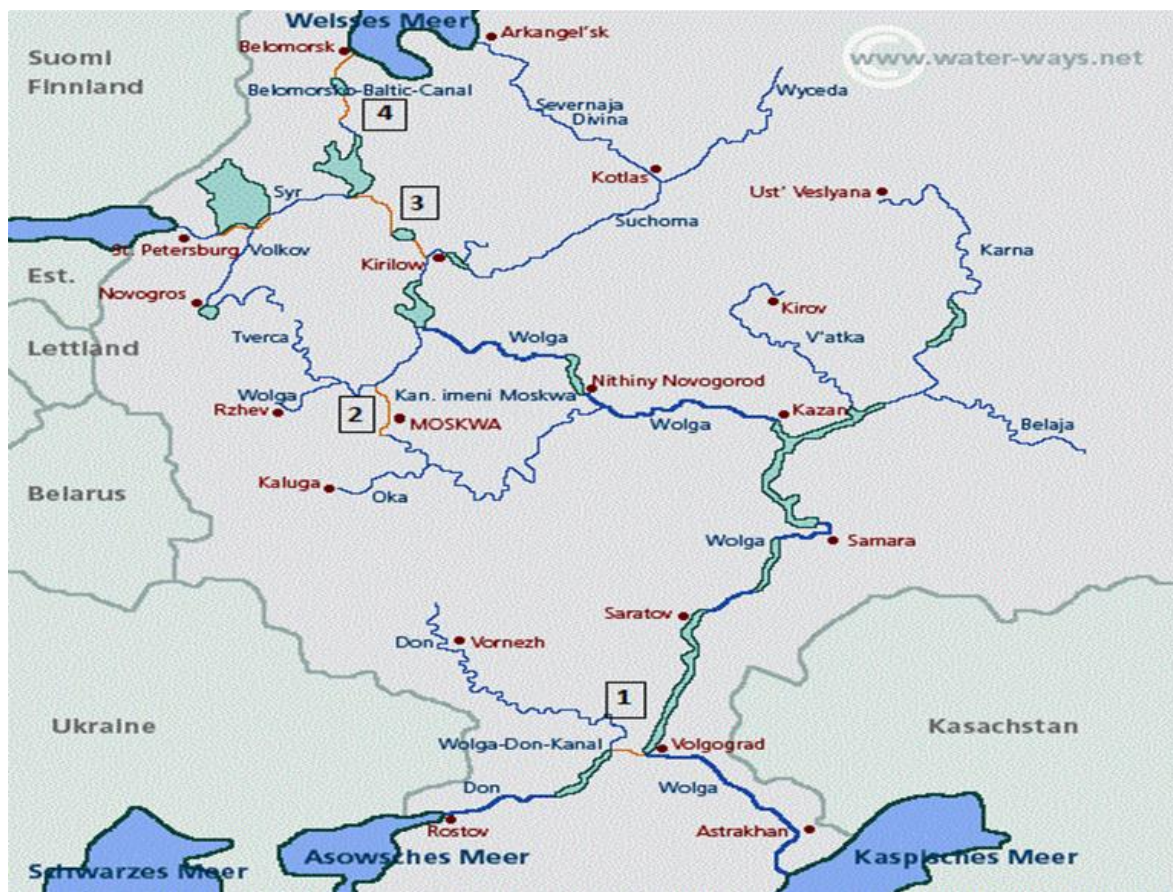 Weisses Meer
Arkangel'sk
Belomorsk
www.water-ways.net
Suomi
Finnland
Belomorsko-Baltic-Canal
4
Severnaja
Divina
Wyceda
Kotlas
Ust' Veslyana
Syr
3
Suchoma
St. Petersburg
Volkov
Kirilow
Karna
Est.
Novogros
Kirov
Tverca
Wolga
V'atka
Lettland
Nithiny Novogorod
Wolga
Kan. imeni Moskwa
Rzhev
2
MOSKWA
Kazan
Wolga
Belaja
Kaluga
Oka
Belarus
Wolga
Samara
Saratov
Don
Vornezh
1
Ukraine
Kasachstan
Wolga-Don-Kanal
Volgograd
Don
Wolga
Rostov
Astrakhan
Schwarzes Meer
Asowsches Meer
Kaspisches Meer